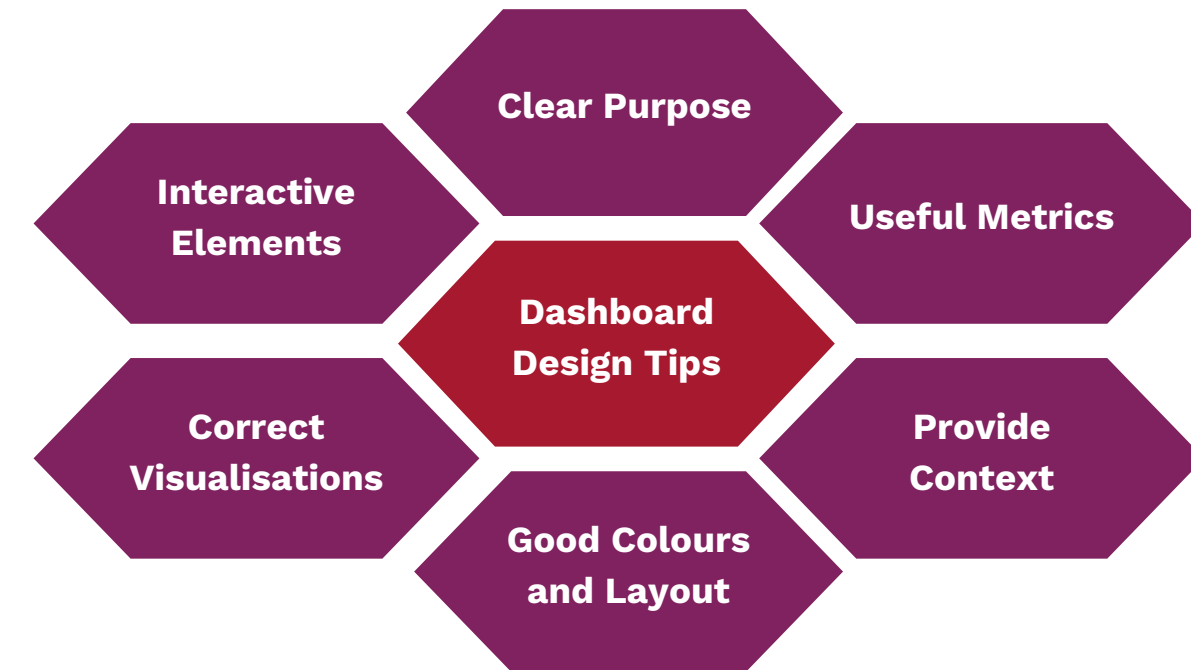 Clear Purpose
Interactive
Elements
Useful Metrics
Dashboard
Design Tips
Correct
Visualisations
Provide
Context
Good Colours
and Layout